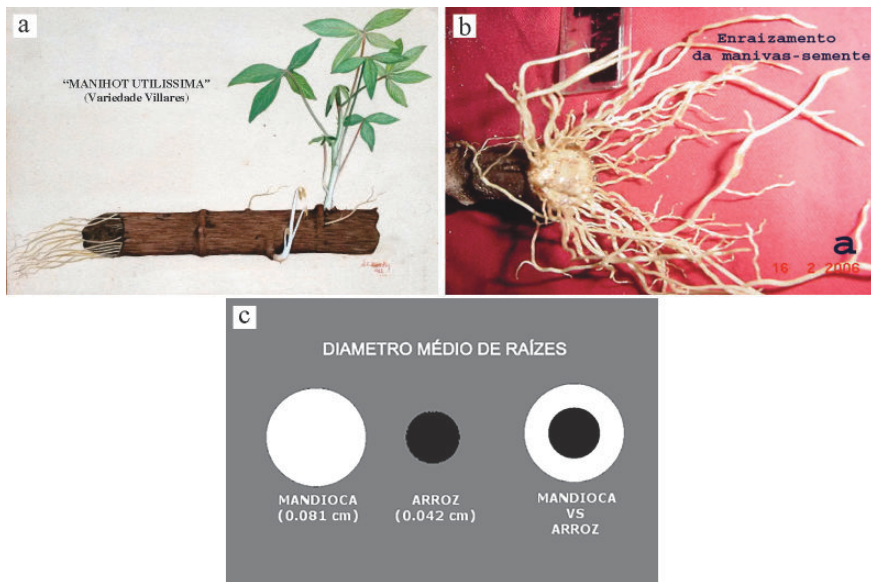 a
“MANIHOT UTILISSIMA”
(Variedade Villares)
b
Enraizamento
da manivas-semente
a
16 2 2006
c
DIAMETRO MÉDIO DE RAÍZES
MANDIOCA
(0.081 cm)
ARROZ
(0.042 cm)
MANDIOCA
VS
ARROZ